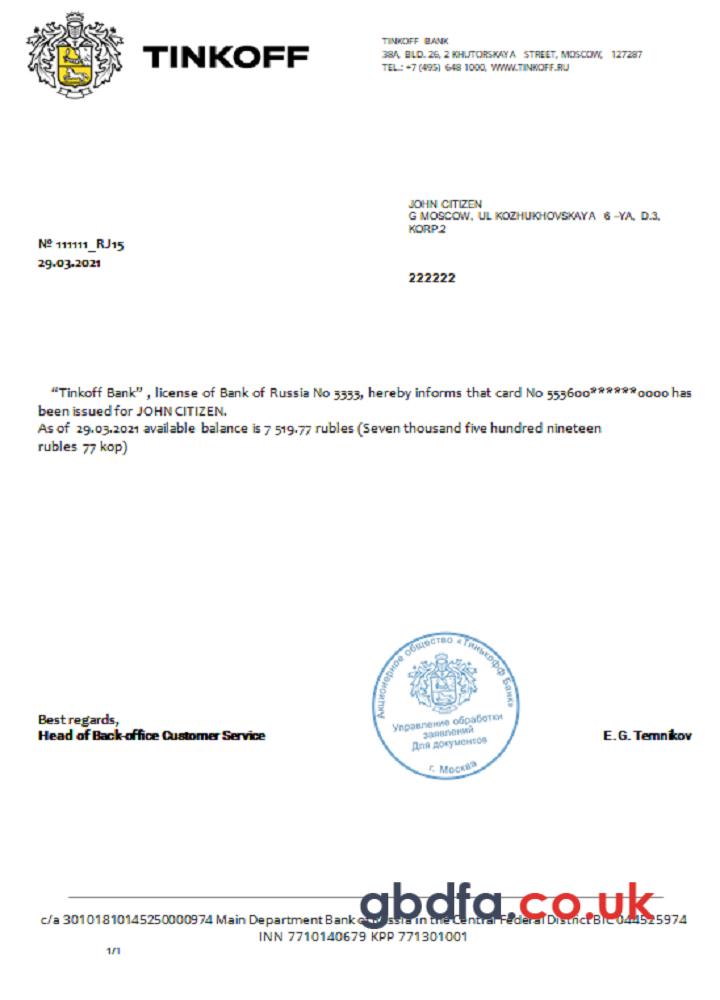 TINKOFF
TINKOFF BANK
38A, BLD. 26, 2 KHUTORSKAYA STREET, MOSCOW, 127287
TEL.: +7 (495) 648 1000, WWW.TINKOFF.RU
JOHN CITIZEN
G MOSCOW, UL KOZHUKHOVSKAYA 6 -YA, D.3,
KORP.2
№ 111111_RJ15
29.03.2021
222222
"Tinkoff Bank" , license of Bank of Russia No 3333, hereby informs that card No 553600******0000 has
been issued for JOHN CITIZEN.
As of 29.03.2021 available balance is 7 519.77 rubles (Seven thousand five hundred nineteen
rubles 77 kop)
Акционерное общество «Тинькофф Банк»
Управление обработки
заявлений
Для документов
г. Москва
Best regards,
Head of Back-office Customer Service
E. G. Temnikov
gbdfa.co.uk
c/a 30101810145250000974 Main Department Bank of Russia in the Central Federal District BIC 044525974
INN 7710140679 KPP 771301001
1/1